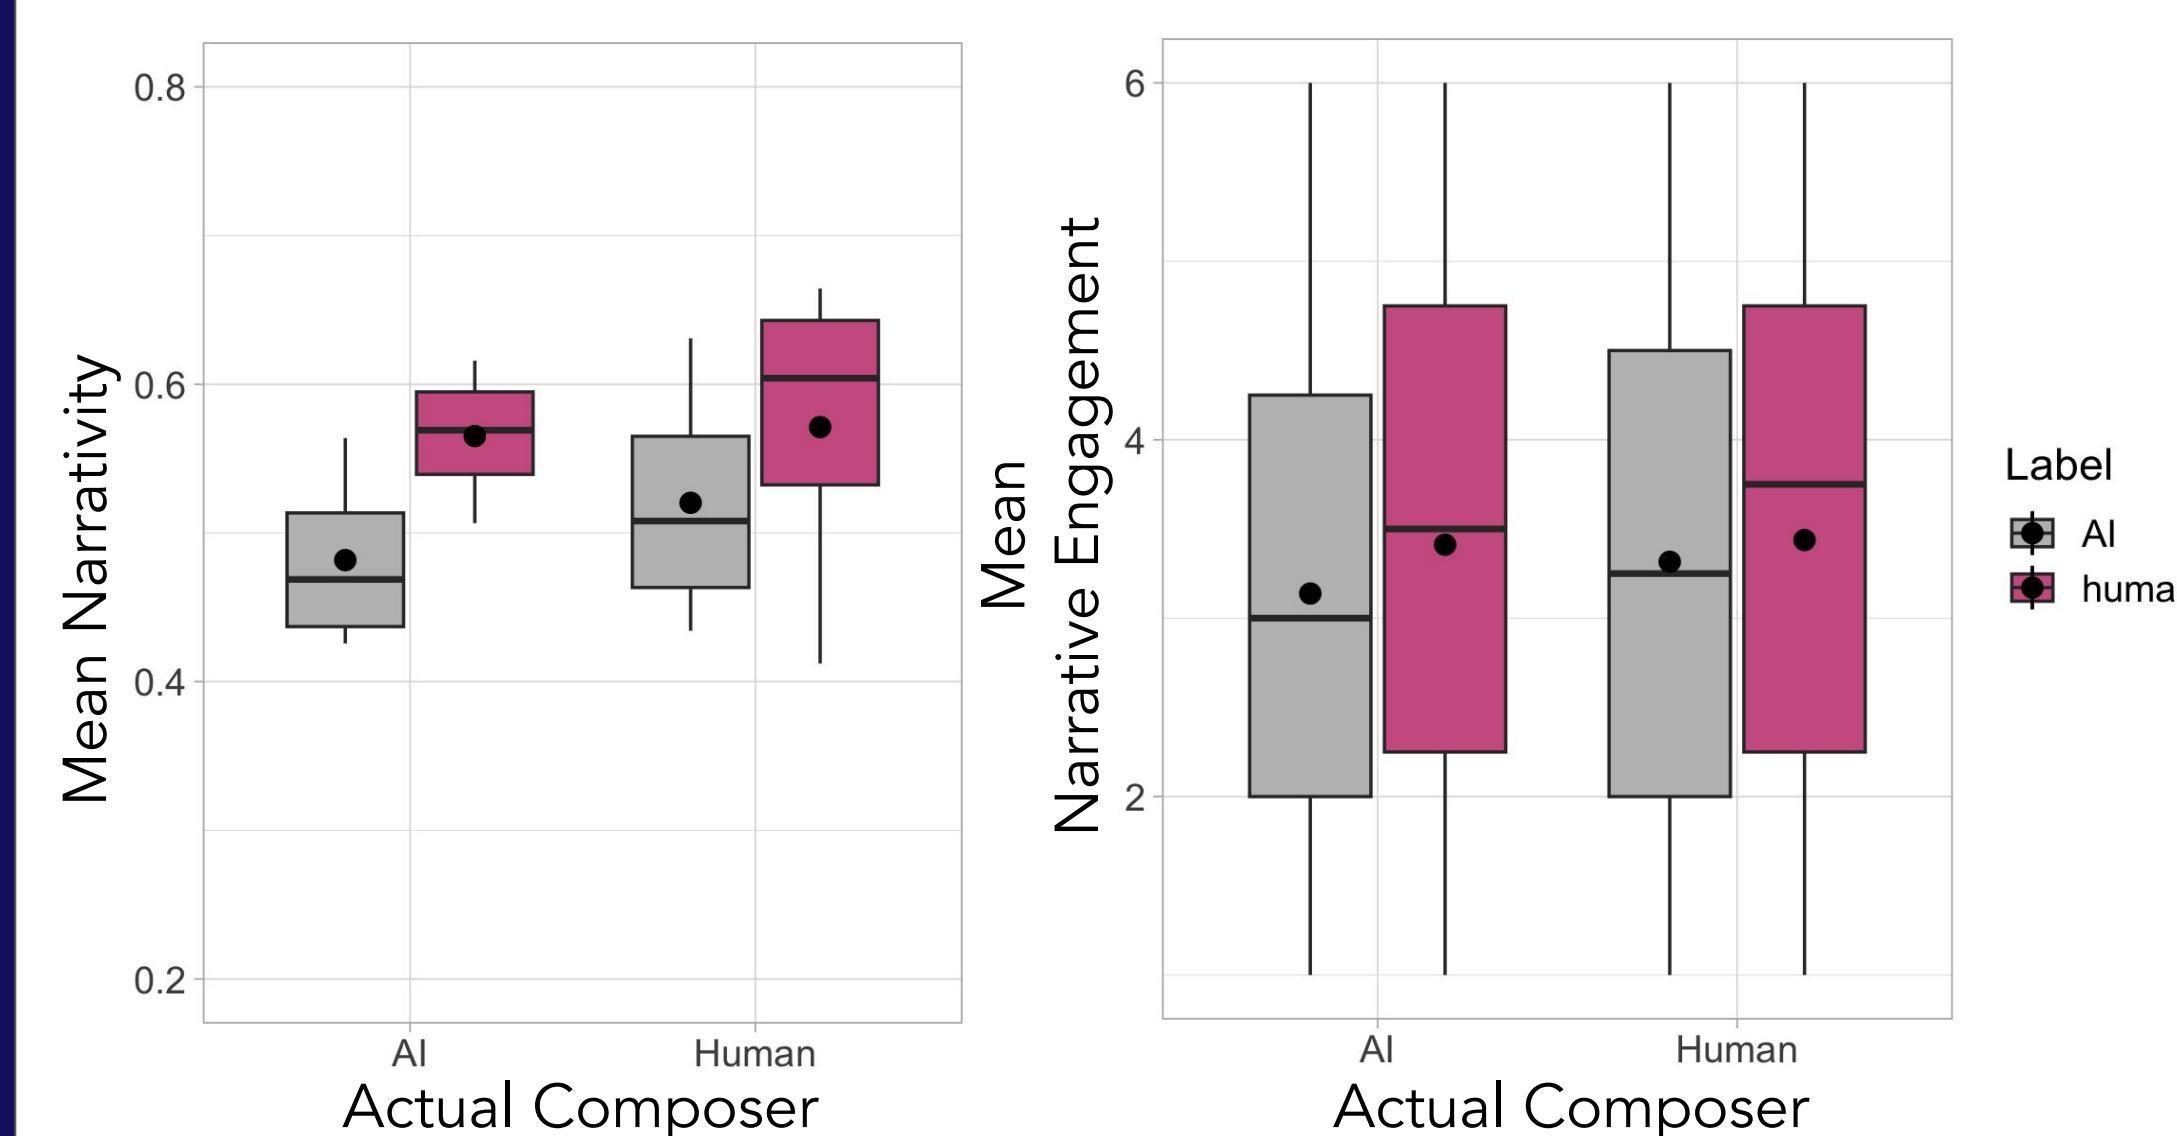 0.8
0.6
0.4
0.2
Mean Narrativity
AI Human
Actual Composer
6
4
2
Mean
Narrative Engagement
AI Human
Actual Composer
Label
AI
huma